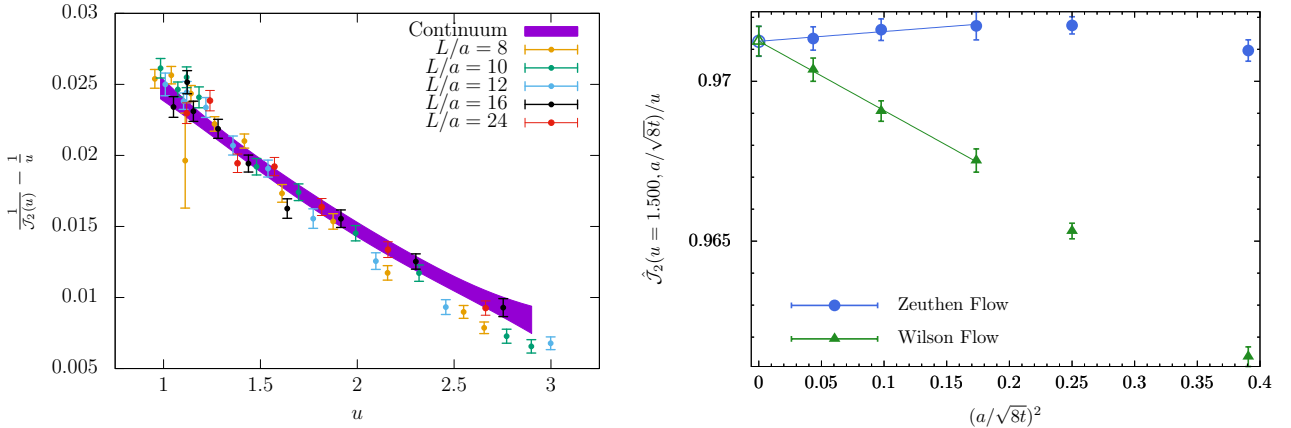 0.03
0.025
0.02
0.015
0.01
0.005
1
1.5
2
2.5
3
u
1/𝒥₂(u) − 1/u
Continuum
L/a = 8
L/a = 10
L/a = 12
L/a = 16
L/a = 24
0.97
0.965
0
0.05
0.1
0.15
0.2
0.25
0.3
0.35
0.4
(a/√8t)²
𝒥̂₂(u = 1.500, a/√8t)/u
Zeuthen Flow
Wilson Flow